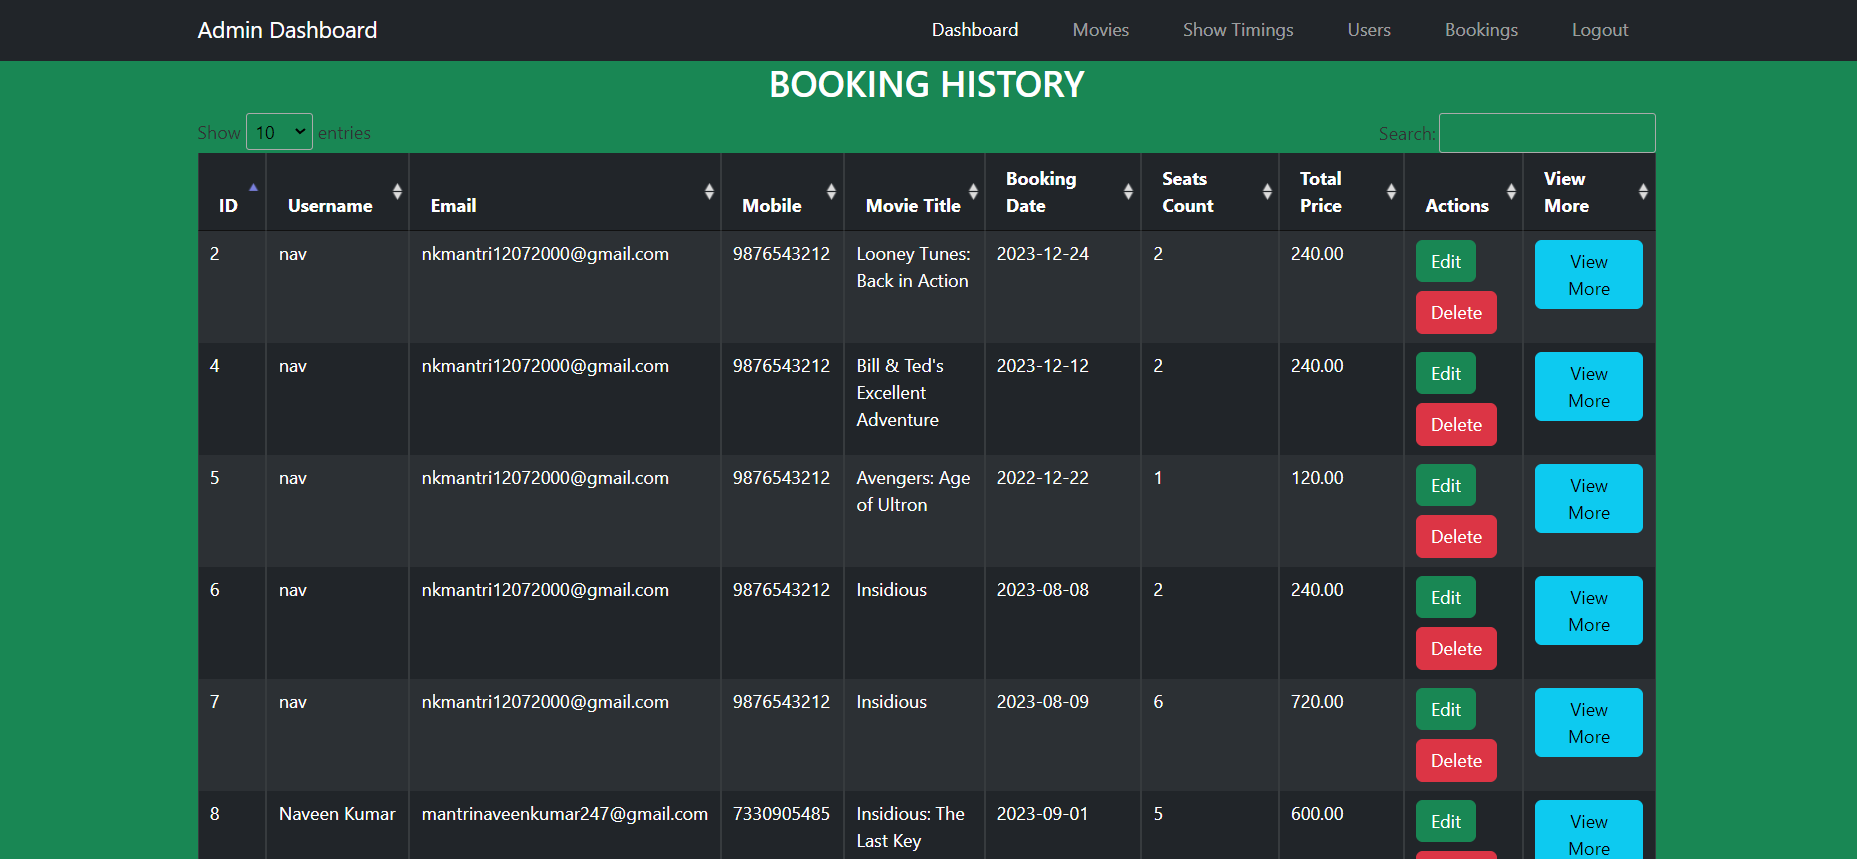 Admin Dashboard Dashboard Movies Show Timings Users Bookings Logout
BOOKING HISTORY
Show 10 entries Search:
ID Username Email Mobile Movie Title Booking Date Seats Count Total Price Actions View More
2 nav nkmantri12072000@gmail.com 9876543212 Looney Tunes: Back in Action 2023-12-24 2 240.00 Edit Delete View More
4 nav nkmantri12072000@gmail.com 9876543212 Bill & Ted's Excellent Adventure 2023-12-12 2 240.00 Edit Delete View More
5 nav nkmantri12072000@gmail.com 9876543212 Avengers: Age of Ultron 2022-12-22 1 120.00 Edit Delete View More
6 nav nkmantri12072000@gmail.com 9876543212 Insidious 2023-08-08 2 240.00 Edit Delete View More
7 nav nkmantri12072000@gmail.com 9876543212 Insidious 2023-08-09 6 720.00 Edit Delete View More
8 Naveen Kumar mantrinaveenkumar247@gmail.com 7330905485 Insidious: The Last Key 2023-09-01 5 600.00 Edit View More